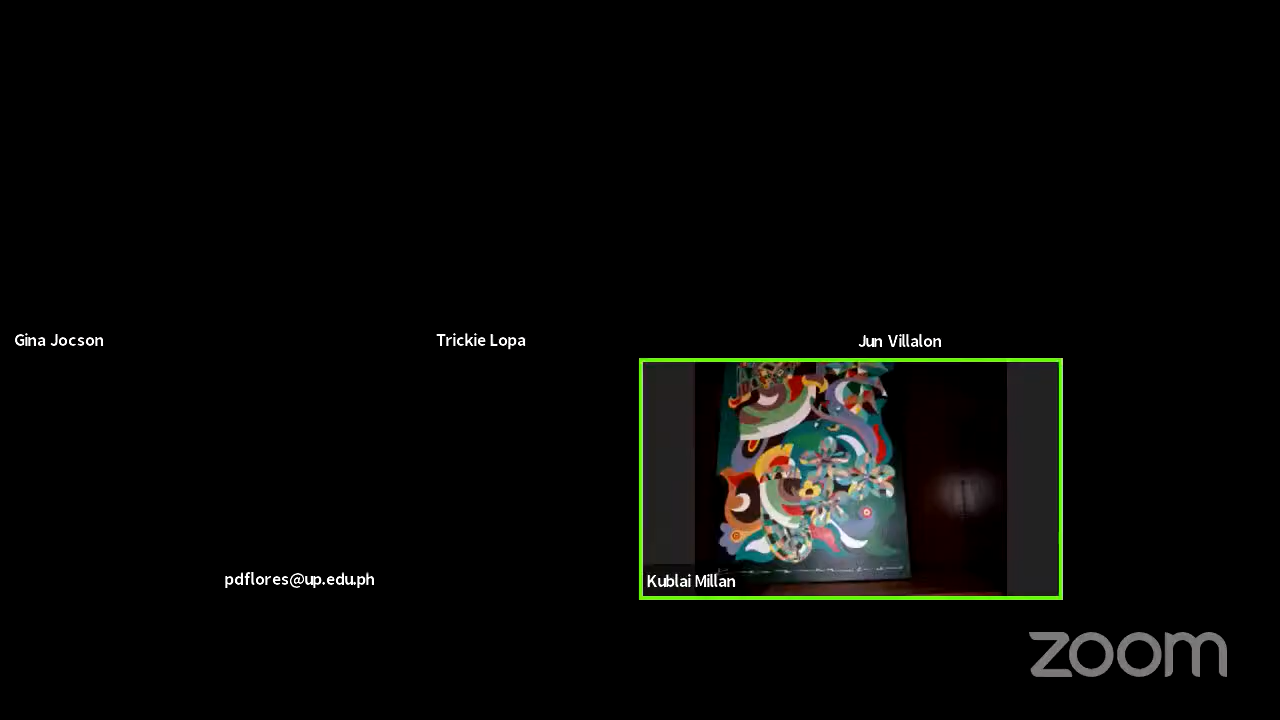 Gina Jocson
Trickie Lopa
Jun Villalon
pdflores@up.edu.ph
Kublai Millan
zoom